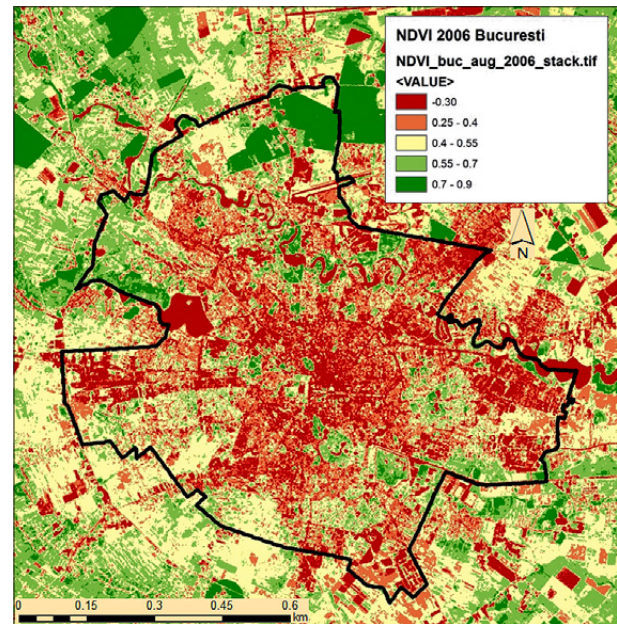 NDVI 2006 Bucuresti
NDVI_buc_aug_2006_stack.tif
<VALUE>
-0.30
0.25 - 0.4
0.4 - 0.55
0.55 - 0.7
0.7 - 0.9
N
0 0.15 0.3 0.45 0.6
km